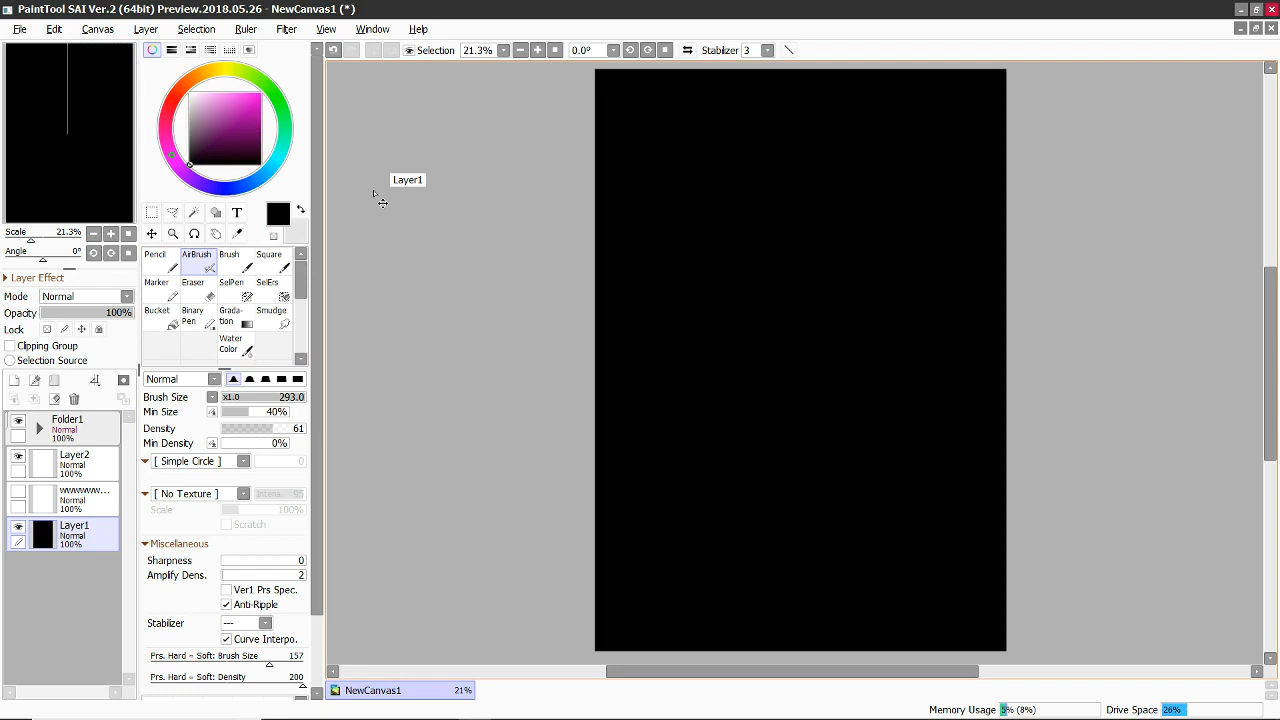 PaintTool SAI Ver.2 (64bit) Preview.2018.05.26 - NewCanvas1 (*)
File Edit Canvas Layer Selection Ruler Filter View Window Help
Selection 21.3% 0.0° Stabilizer 3
Layer1
Scale 21.3%
Angle 0°
Layer Effect
Mode Normal
Opacity 100%
Lock
Clipping Group
Selection Source
Folder1
Normal
100%
Layer2
Normal
100%
wwwwww...
Normal
100%
Layer1
Normal
100%
T
Pencil AirBrush Brush Square
Marker Eraser SelPen SelErs
Bucket Binary Pen Grada-tion Smudge
Water Color
Normal
Brush Size x1.0 293.0
Min Size 40%
Density 61
Min Density 0%
[ Simple Circle ] 0
[ No Texture ] Intens. 95
Scale 100%
Scratch
Miscellaneous
Sharpness 0
Amplify Dens. 2
Ver1 Prs Spec.
Anti-Ripple
Stabilizer ---
Curve Interpo.
Prs. Hard ⇔ Soft: Brush Size 157
Prs. Hard ⇔ Soft: Density 200
NewCanvas1 21%
Memory Usage 5% (8%) Drive Space 26%